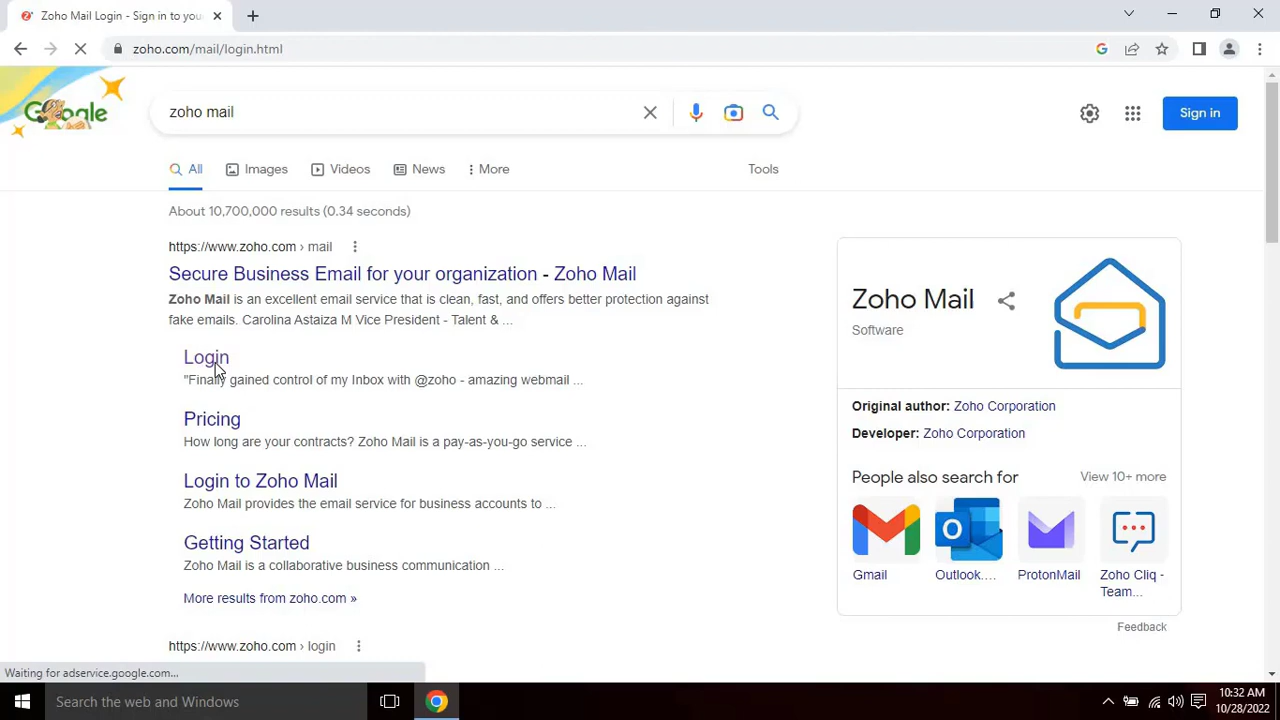 Zoho Mail Login - Sign in to you
zoho.com/mail/login.html
Google
zoho mail
Sign in
All
Images
Videos
News
More
Tools
About 10,700,000 results (0.34 seconds)
https://www.zoho.com › mail
Secure Business Email for your organization - Zoho Mail
Zoho Mail is an excellent email service that is clean, fast, and offers better protection against
fake emails. Carolina Astaiza M Vice President - Talent & ...
Login
"Finally gained control of my Inbox with @zoho - amazing webmail ...
Pricing
How long are your contracts? Zoho Mail is a pay-as-you-go service ...
Login to Zoho Mail
Zoho Mail provides the email service for business accounts to ...
Getting Started
Zoho Mail is a collaborative business communication ...
More results from zoho.com »
https://www.zoho.com › login
Zoho Mail
Software
Original author: Zoho Corporation
Developer: Zoho Corporation
People also search for
View 10+ more
Gmail
Outlook....
ProtonMail
Zoho Cliq -
Team...
Feedback
Waiting for adservice.google.com...
Search the web and Windows
10:32 AM
10/28/2022